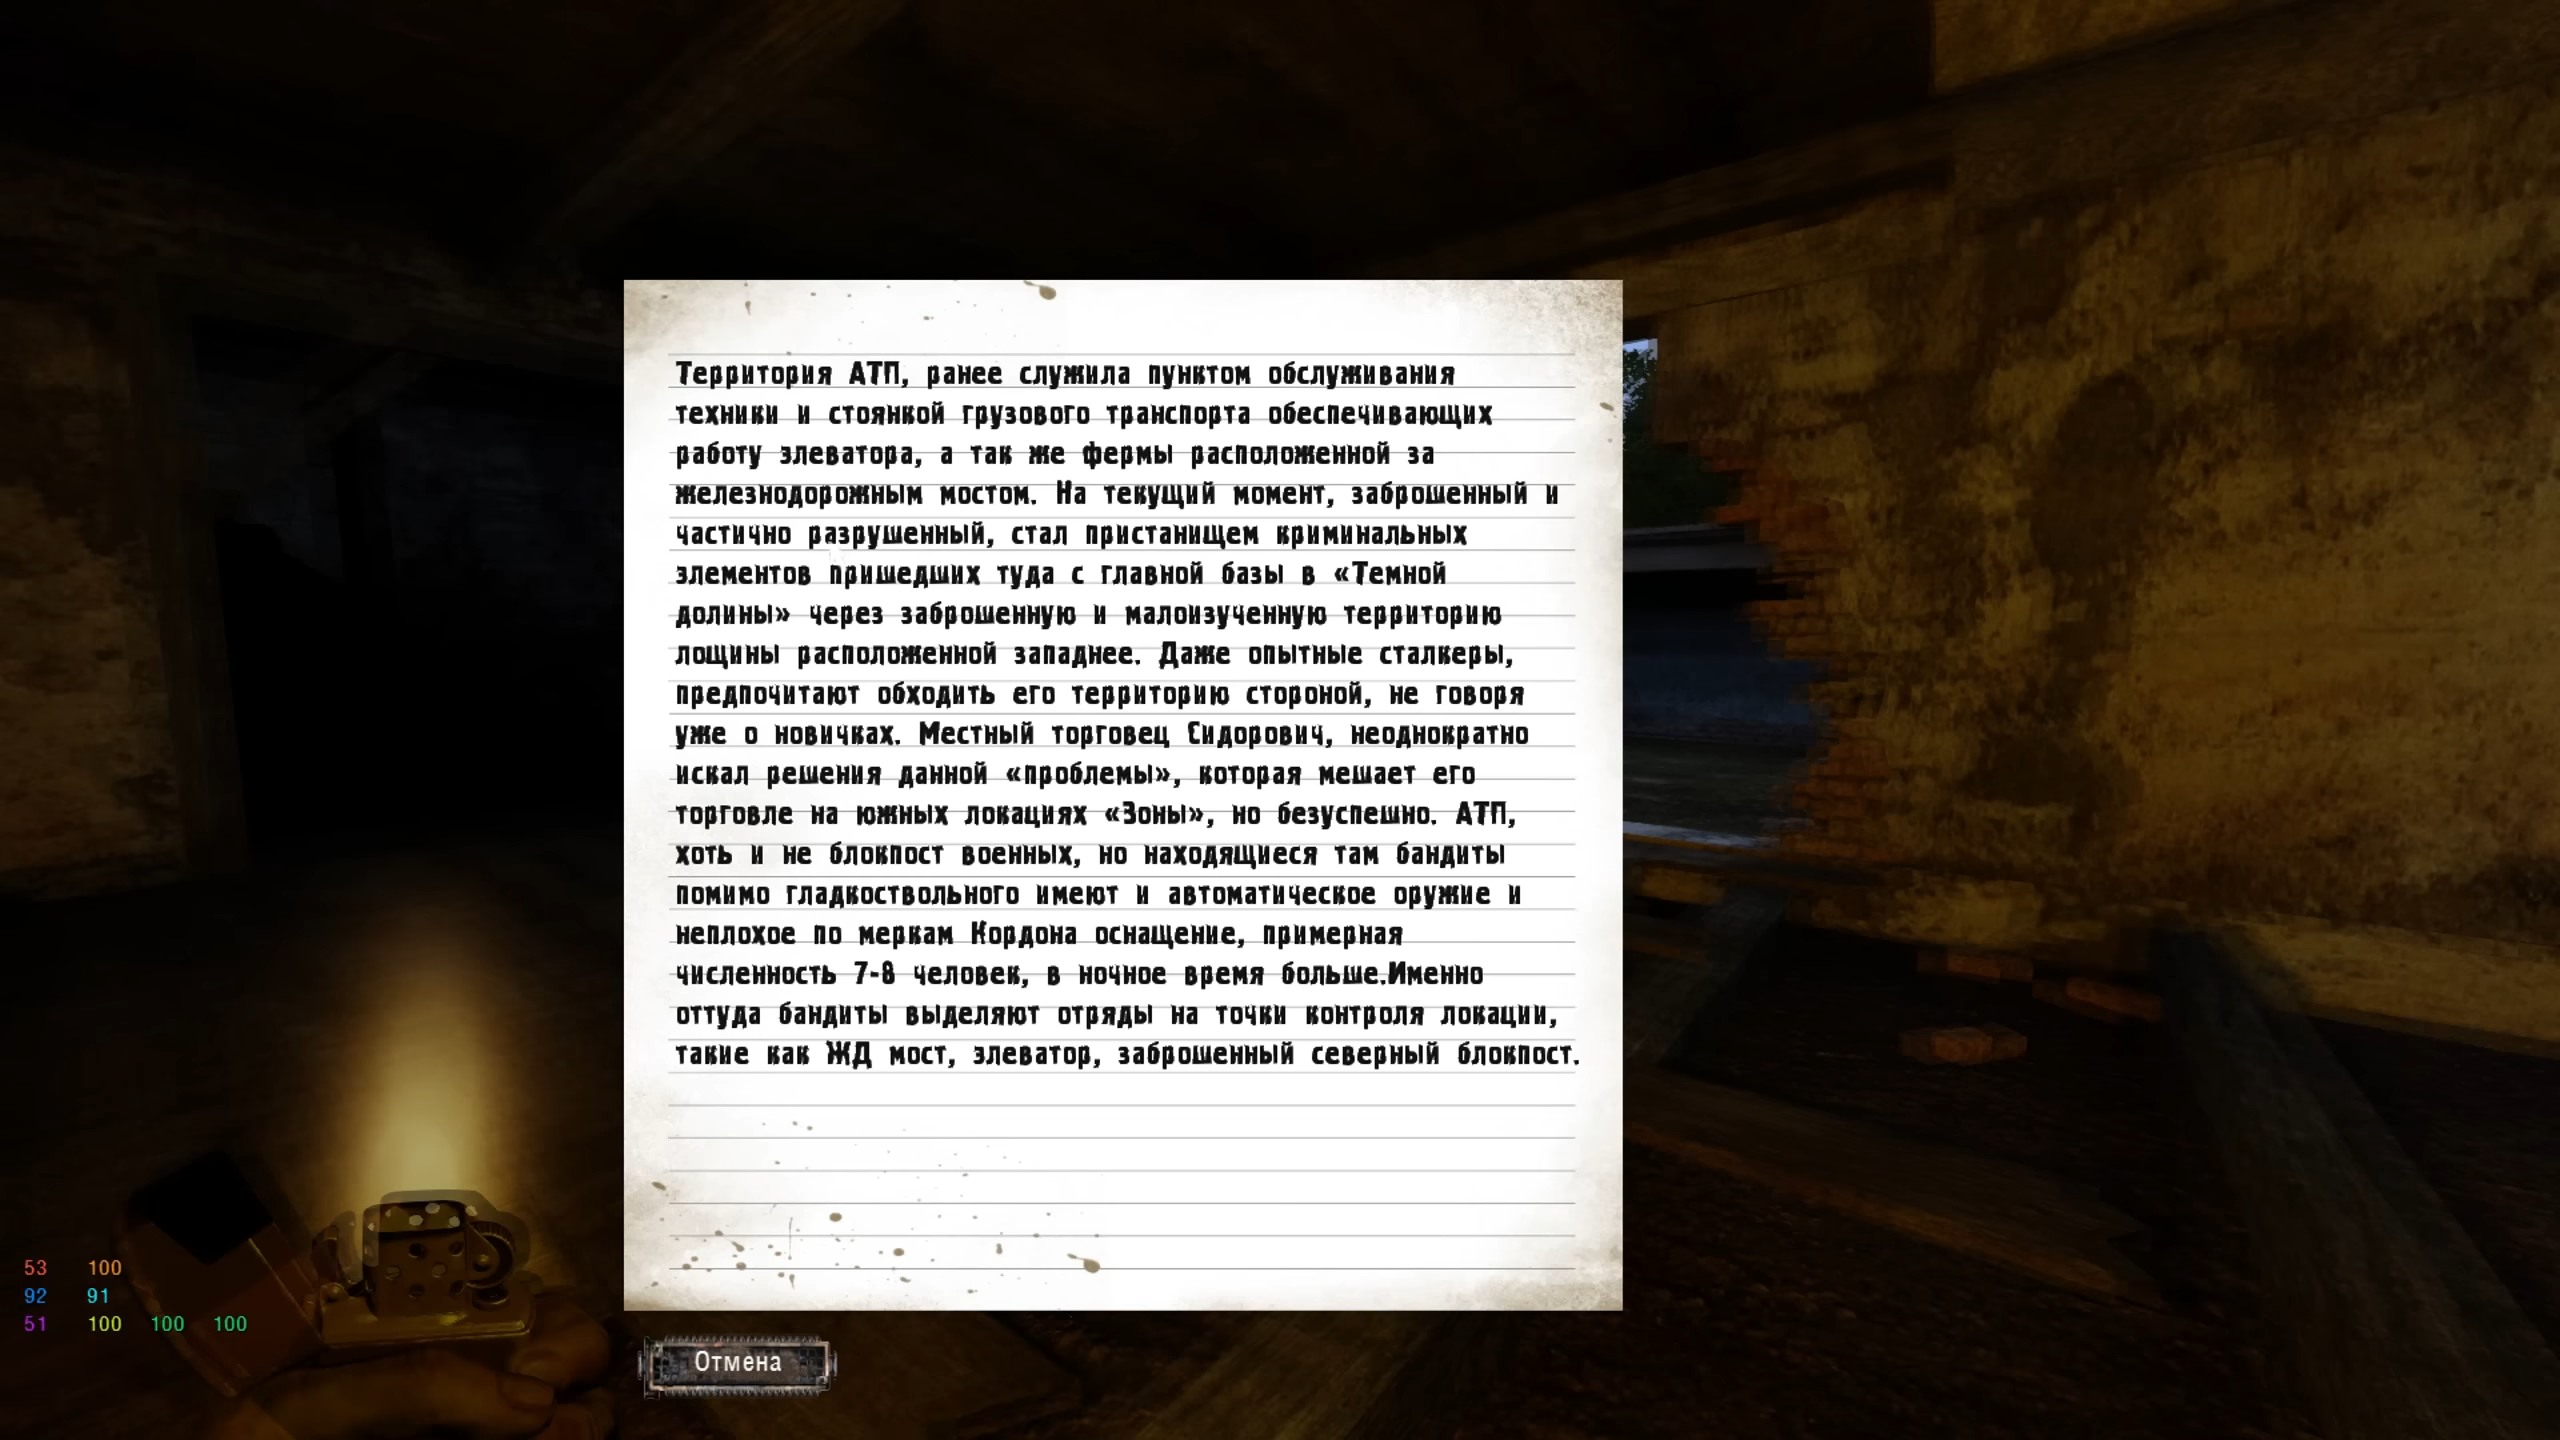 Территория АТП, ранее служила пунктом обслуживания
техники и стоянкой грузового транспорта обеспечивающих
работу элеватора, а так же фермы расположенной за
железнодорожным мостом. На текущий момент, заброшенный и
частично разрушенный, стал пристанищем криминальных
элементов пришедших туда с главной базы в «Темной
долины» через заброшенную и малоизученную территорию
лощины расположенной западнее. Даже опытные сталкеры,
предпочитают обходить его территорию стороной, не говоря
уже о новичках. Местный торговец Сидорович, неоднократно
искал решения данной «проблемы», которая мешает его
торговле на южных локациях «Зоны», но безуспешно. АТП,
хоть и не блокпост военных, но находящиеся там бандиты
помимо гладкоствольного имеют и автоматическое оружие и
неплохое по меркам Кордона оснащение, примерная
численность 7-8 человек, в ночное время больше.Именно
оттуда бандиты выделяют отряды на точки контроля локации,
такие как ЖД мост, элеватор, заброшенный северный блокпост.
53 100
92 91
51 100 100 100
Отмена